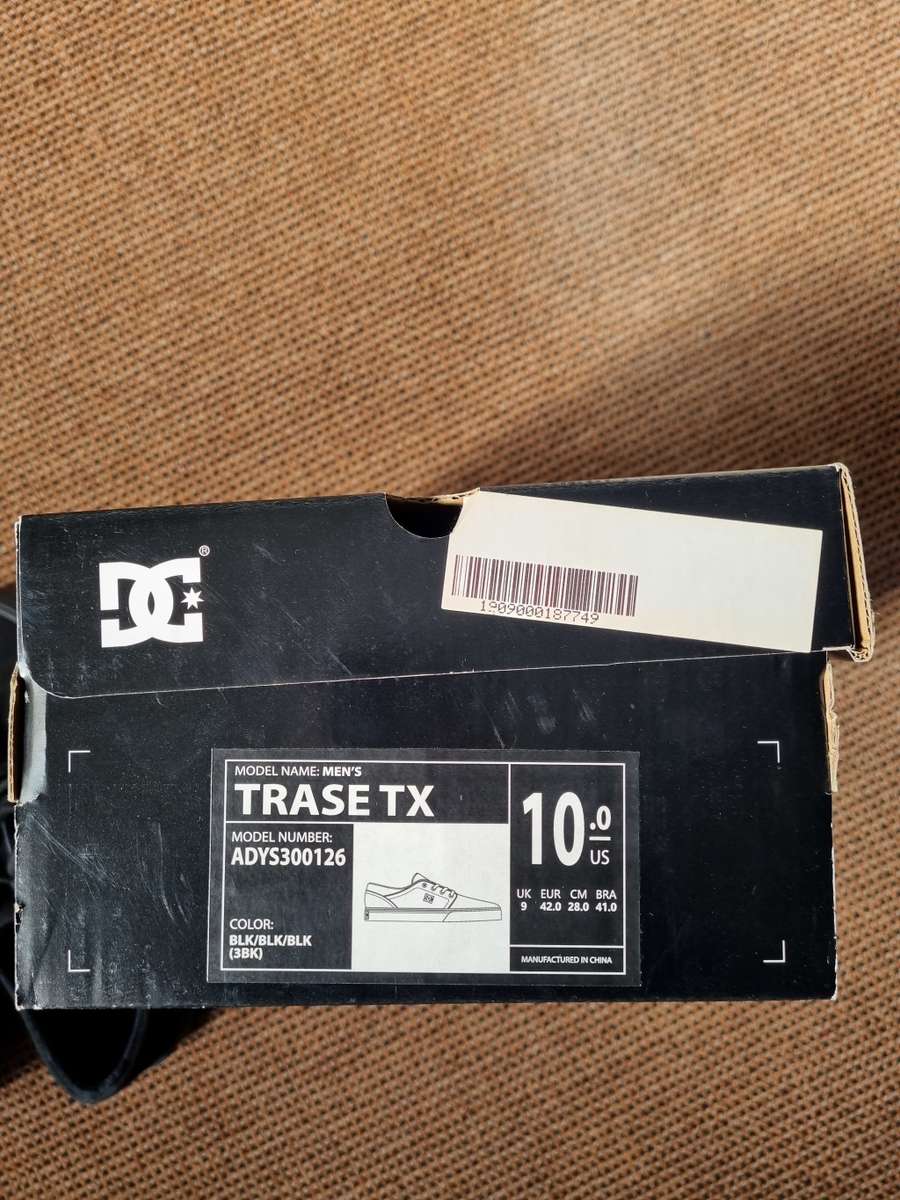 DC®
1909000187749
MODEL NAME: MEN'S
TRASE TX
MODEL NUMBER:
ADYS300126
COLOR:
BLK/BLK/BLK
(3BK)
10.0
US
UK EUR CM BRA
9 42.0 28.0 41.0
MANUFACTURED IN CHINA